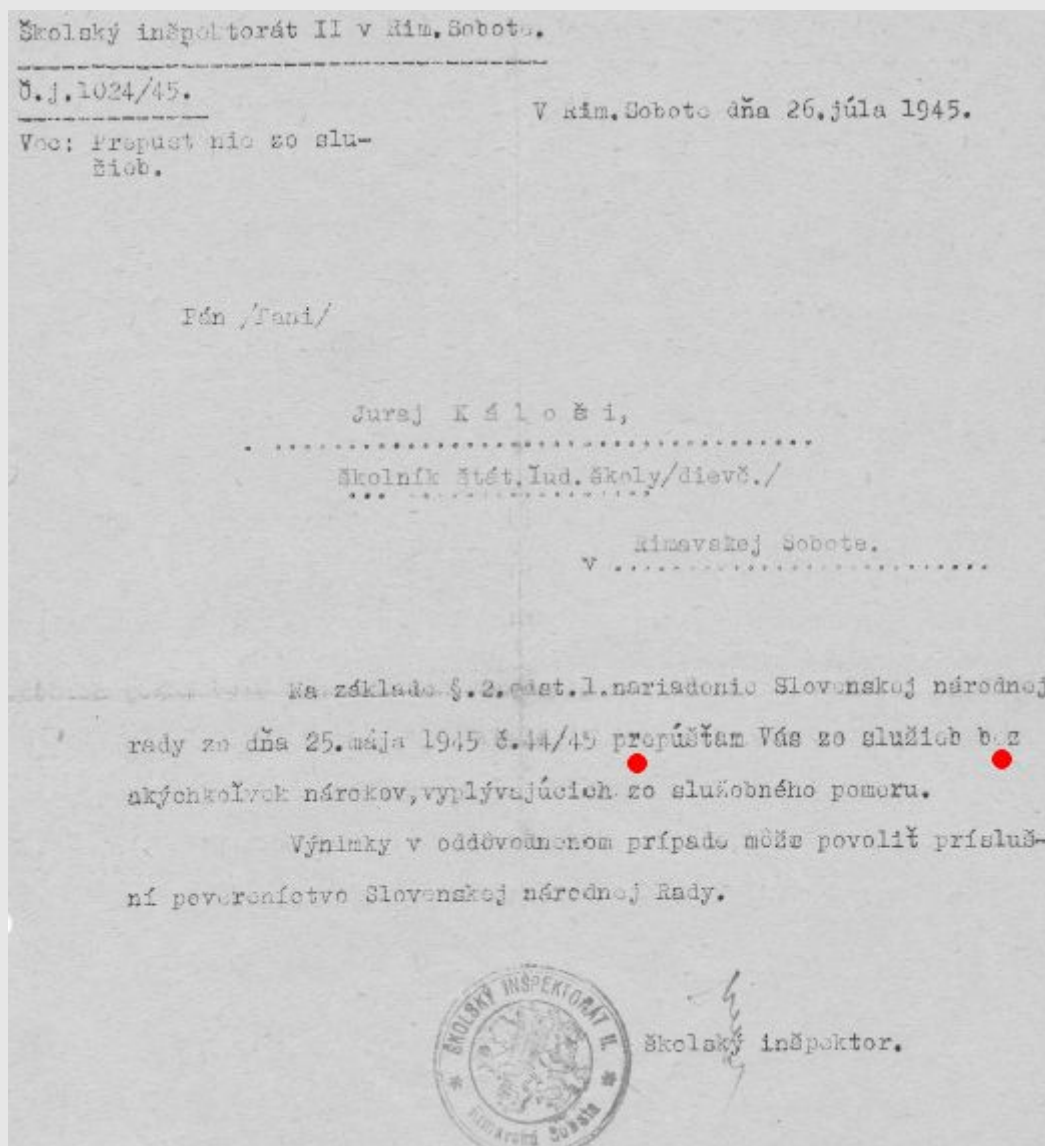 Školský inšpektorát II v Rim.Sobote.
č.j.1024/45.
V Rim.Sobote dňa 26.júla 1945.
Vec: Prepustenie zo slu-
žieb.
Pán /Pani/
Juraj K á l o š i,
školník štát.ľud.školy/dievč./
v Rimavskej Sobote.
Na základe §.2.odst.1.nariadenie Slovenskej národnej
rady zo dňa 25.mája 1945 č.44/45 prepúšťam Vás zo služieb bez
akýchkoľvek nárokov,vyplývajúcich zo služobného pomeru.
Výnimky v oddôvodnenom prípade môže povoliť prísluš-
ní povereníctvo Slovenskej národnej Rady.
školský inšpektor.
ŠKOLSKÝ INŠPEKTORÁT II.
Rimavská Sobota